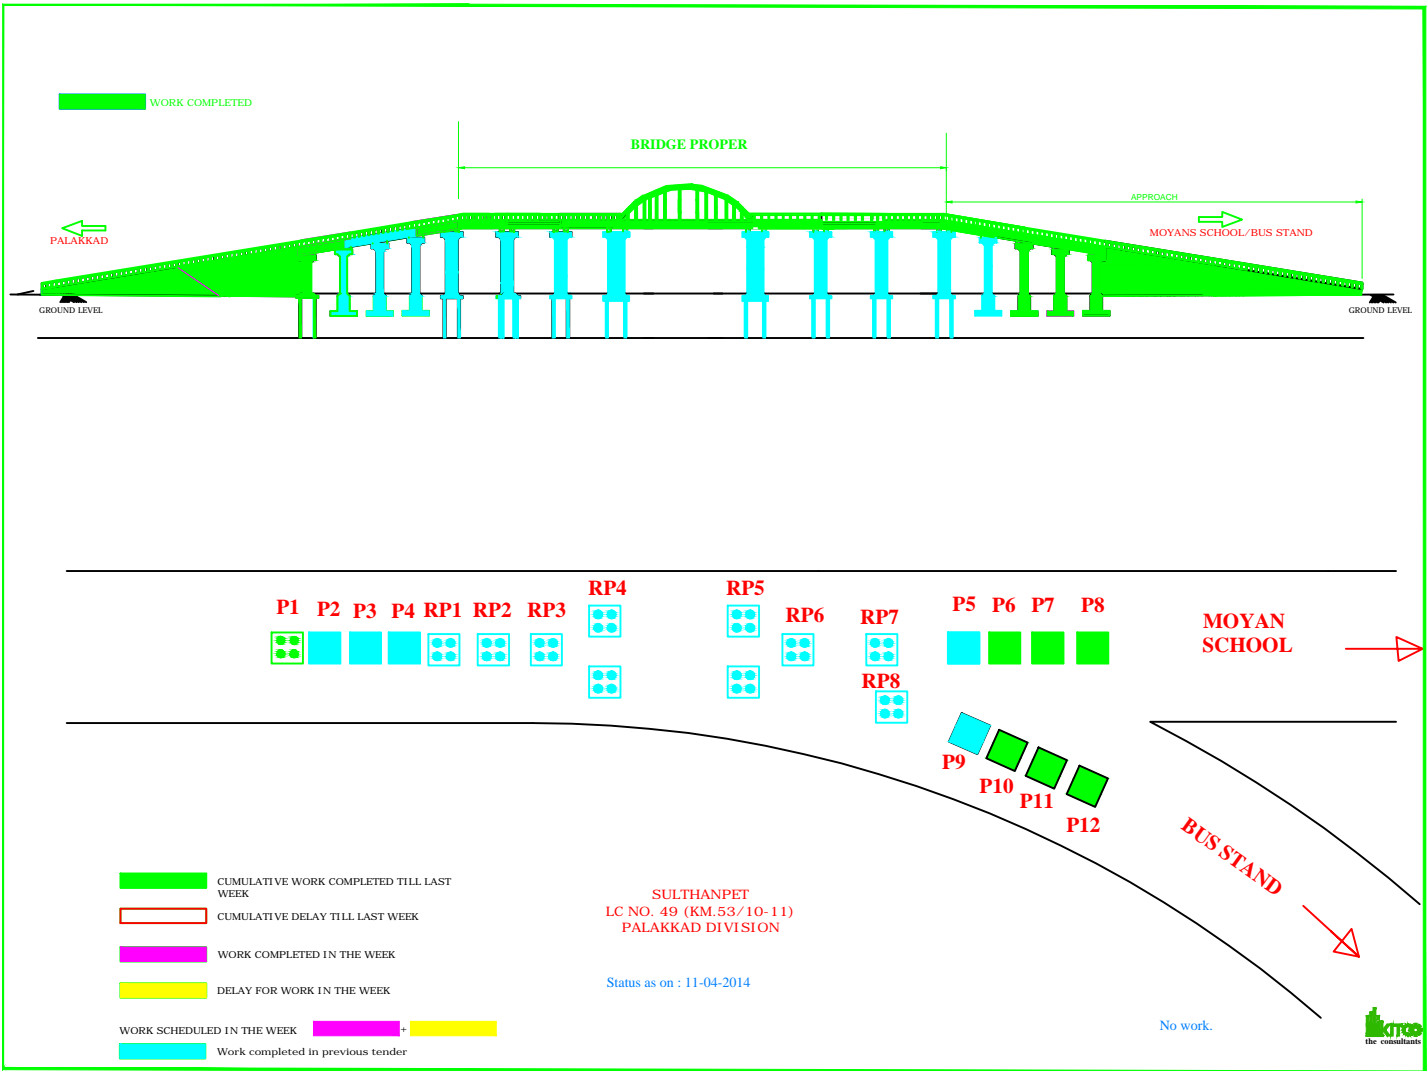 WORK COMPLETED
BRIDGE PROPER
APPROACH
PALAKKAD
MOYANS SCHOOL/BUS STAND
GROUND LEVEL
GROUND LEVEL
RP4
RP5
P1
P2
P3
P4
RP1
RP2
RP3
RP6
RP7
P5
P6
P7
P8
MOYAN
SCHOOL
RP8
P9
P10
P11
P12
BUS STAND
CUMULATIVE WORK COMPLETED TILL LAST
WEEK
CUMULATIVE DELAY TILL LAST WEEK
WORK COMPLETED IN THE WEEK
DELAY FOR WORK IN THE WEEK
WORK SCHEDULED IN THE WEEK +
Work completed in previous tender
SULTHANPET
LC NO. 49 (KM.53/10-11)
PALAKKAD DIVISION
Status as on : 11-04-2014
No work.
KITCO
the consultants